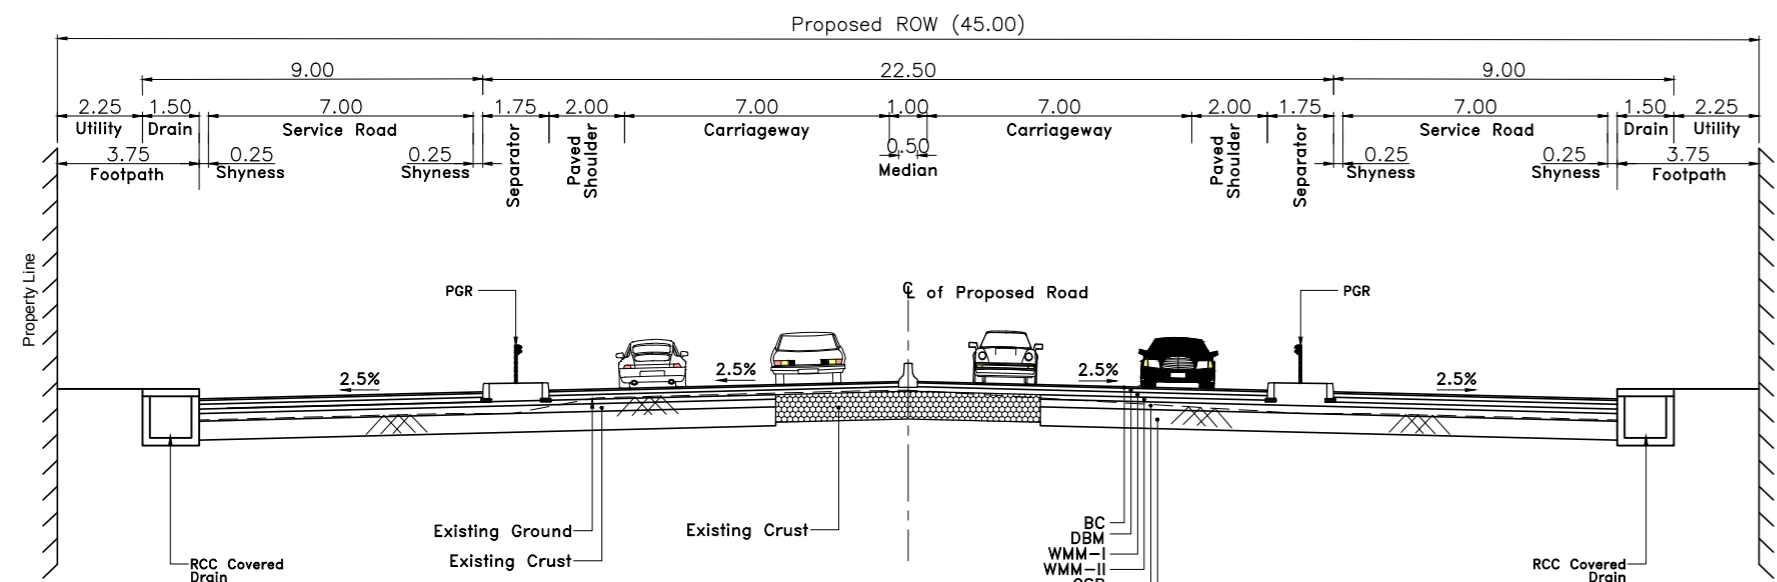 Proposed ROW (45.00)
9.00 22.50 9.00
2.25 1.50 7.00 1.75 2.00 7.00 1.00 7.00 2.00 1.75 7.00 1.50 2.25
Utility Drain Service Road Separator Paved Shoulder Carriageway Carriageway Paved Shoulder Separator Service Road Drain Utility
3.75 0.25 0.25 0.50 0.25 0.25 3.75
Footpath Shyness Shyness Median Shyness Shyness Footpath
Property Line
PGR ℄ of Proposed Road PGR
2.5% 2.5% 2.5% 2.5%
Existing Ground Existing Crust BC
DBM
WMM-I
Existing Crust WMM-II
RCC Covered
Drain
RCC Covered
Drain